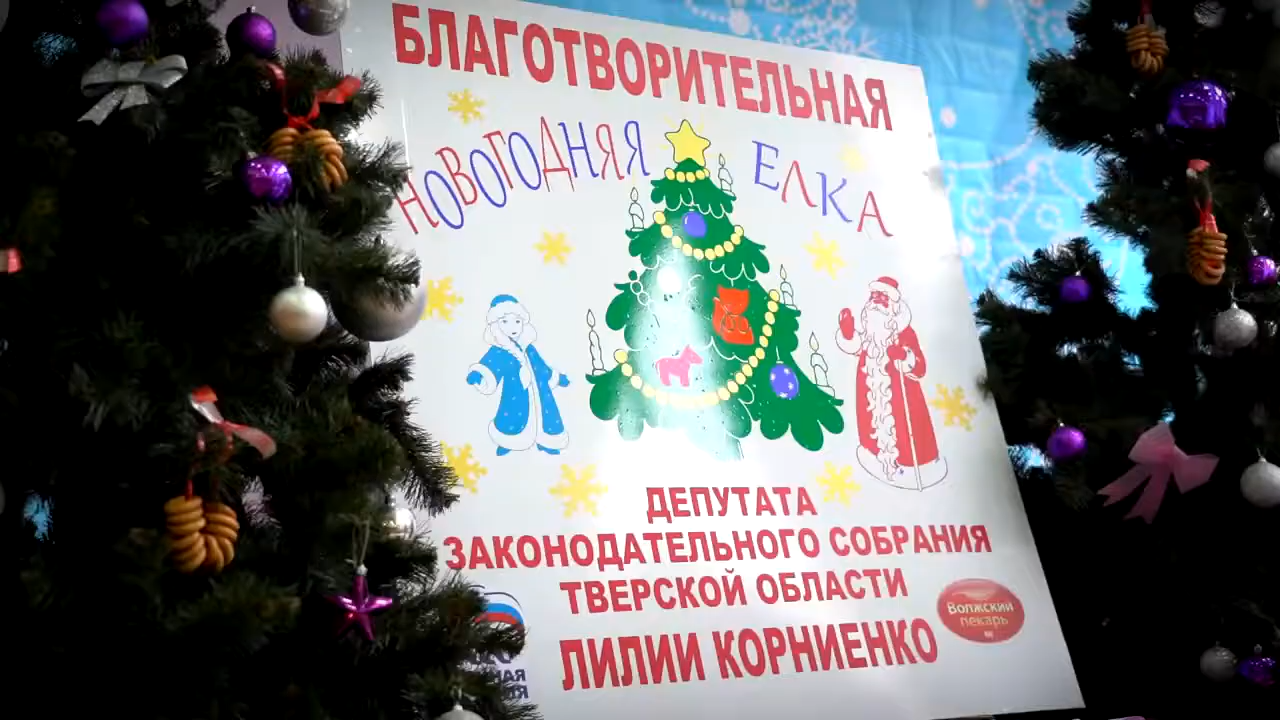 БЛАГОТВОРИТЕЛЬНАЯ
НОВОГОДНЯЯ ЕЛКА
ДЕПУТАТА
ЗАКОНОДАТЕЛЬНОГО СОБРАНИЯ
ТВЕРСКОЙ ОБЛАСТИ
ЛИЛИИ КОРНИЕНКО
Волжский
пекарь